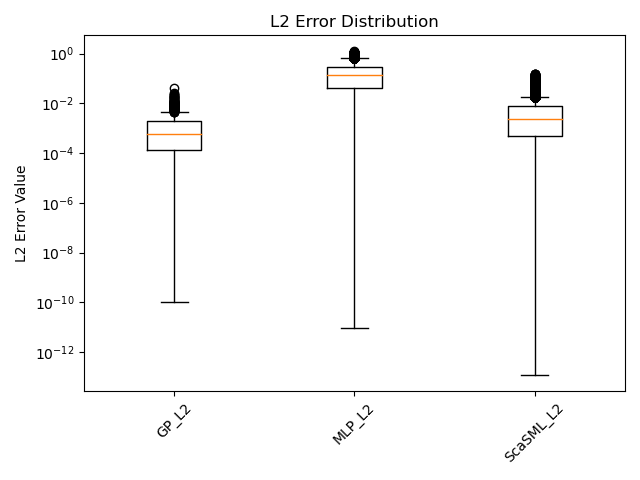 L2 Error Distribution
L2 Error Value
10^0
10^-2
10^-4
10^-6
10^-8
10^-10
10^-12
GP_L2
MLP_L2
ScaSML_L2